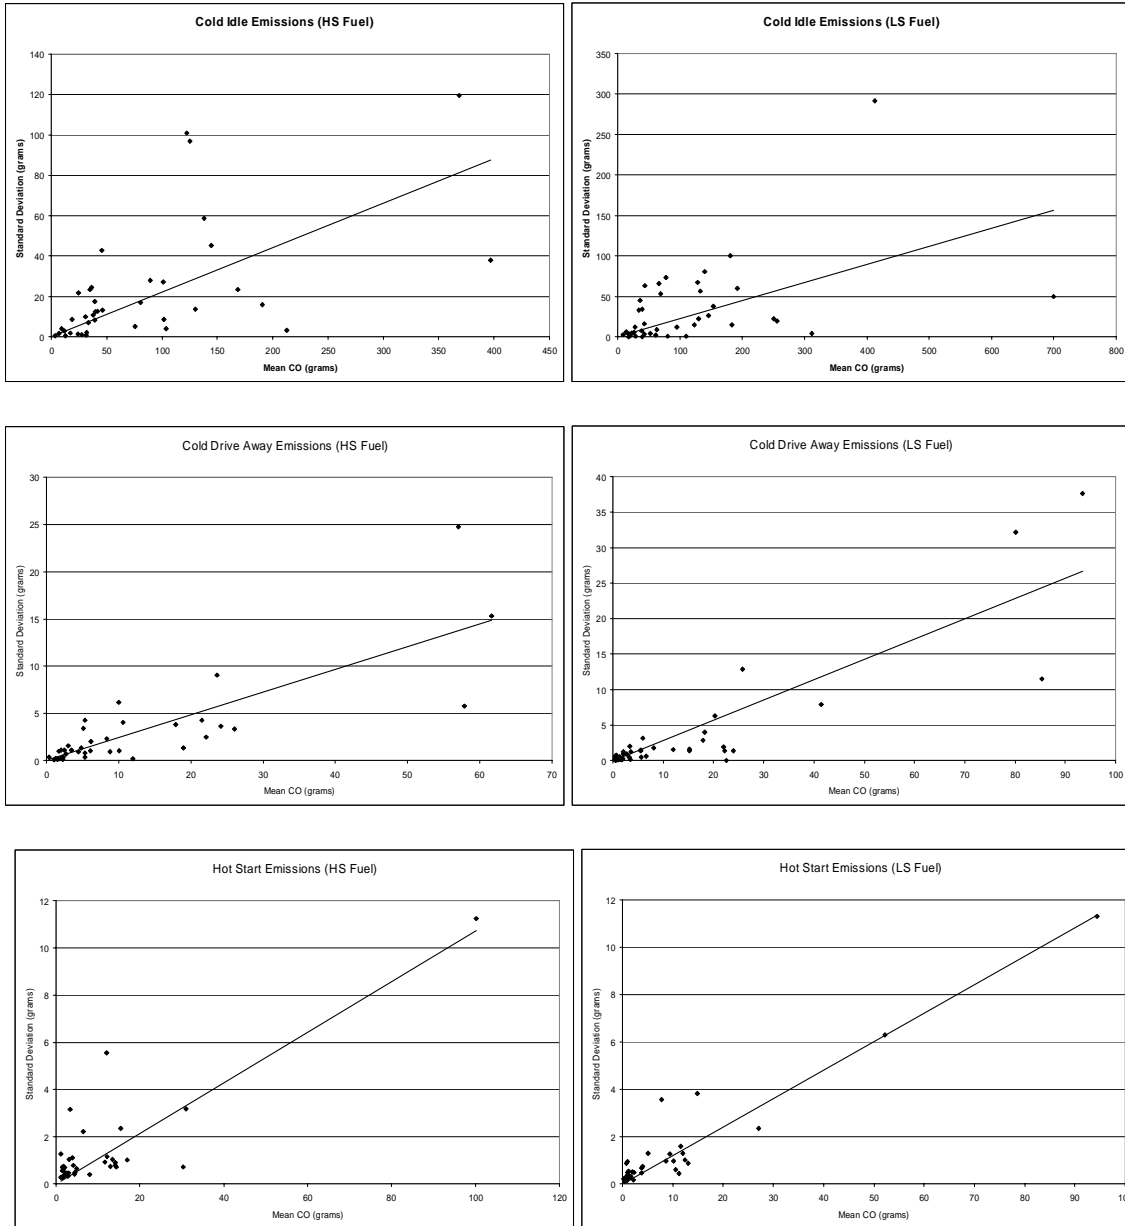 Cold Idle Emissions (HS Fuel)
140
120
100
80
60
40
20
0
Standard Deviation (grams)
0 50 100 150 200 250 300 350 400 450
Mean CO (grams)
Cold Idle Emissions (LS Fuel)
350
300
250
200
150
100
50
0
Standard Deviation (grams)
0 100 200 300 400 500 600 700 800
Mean CO (grams)
Cold Drive Away Emissions (HS Fuel)
30
25
20
15
10
5
0
Standard Deviation (grams)
0 10 20 30 40 50 60 70
Mean CO (grams)
Cold Drive Away Emissions (LS Fuel)
40
35
30
25
20
15
10
5
0
Standard Deviation (grams)
0 10 20 30 40 50 60 70 80 90 100
Mean CO (grams)
Hot Start Emissions (HS Fuel)
12
10
8
6
4
2
0
Standard Deviation (grams)
0 20 40 60 80 100 120
Mean CO (grams)
Hot Start Emissions (LS Fuel)
12
10
8
6
4
2
0
Standard Deviation (grams)
0 10 20 30 40 50 60 70 80 90
Mean CO (grams)